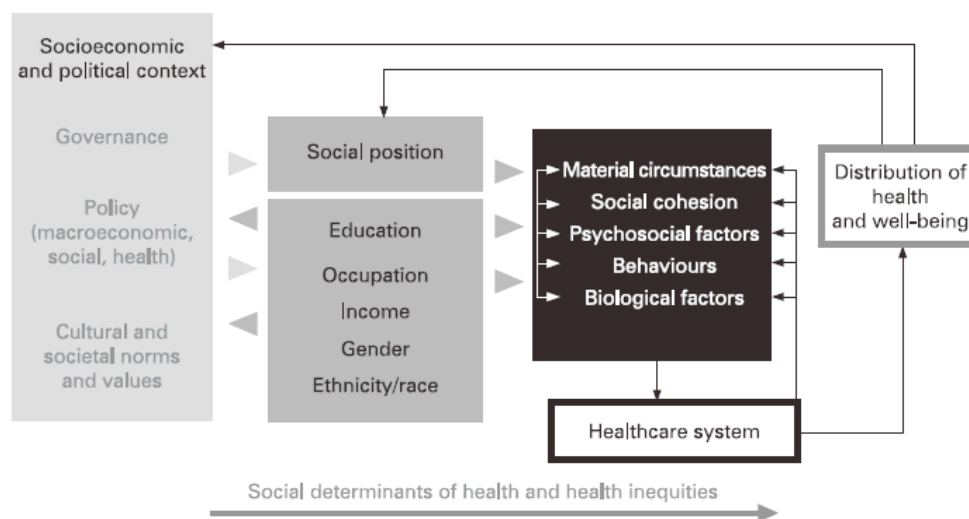 Socioeconomic
and political context
Governance
Policy
(macroeconomic,
social, health)
Cultural and
societal norms
and values
Social position
Education
Occupation
Income
Gender
Ethnicity/race
Material circumstances
Social cohesion
Psychosocial factors
Behaviours
Biological factors
Healthcare system
Distribution of
health
and well-being
Social determinants of health and health inequities